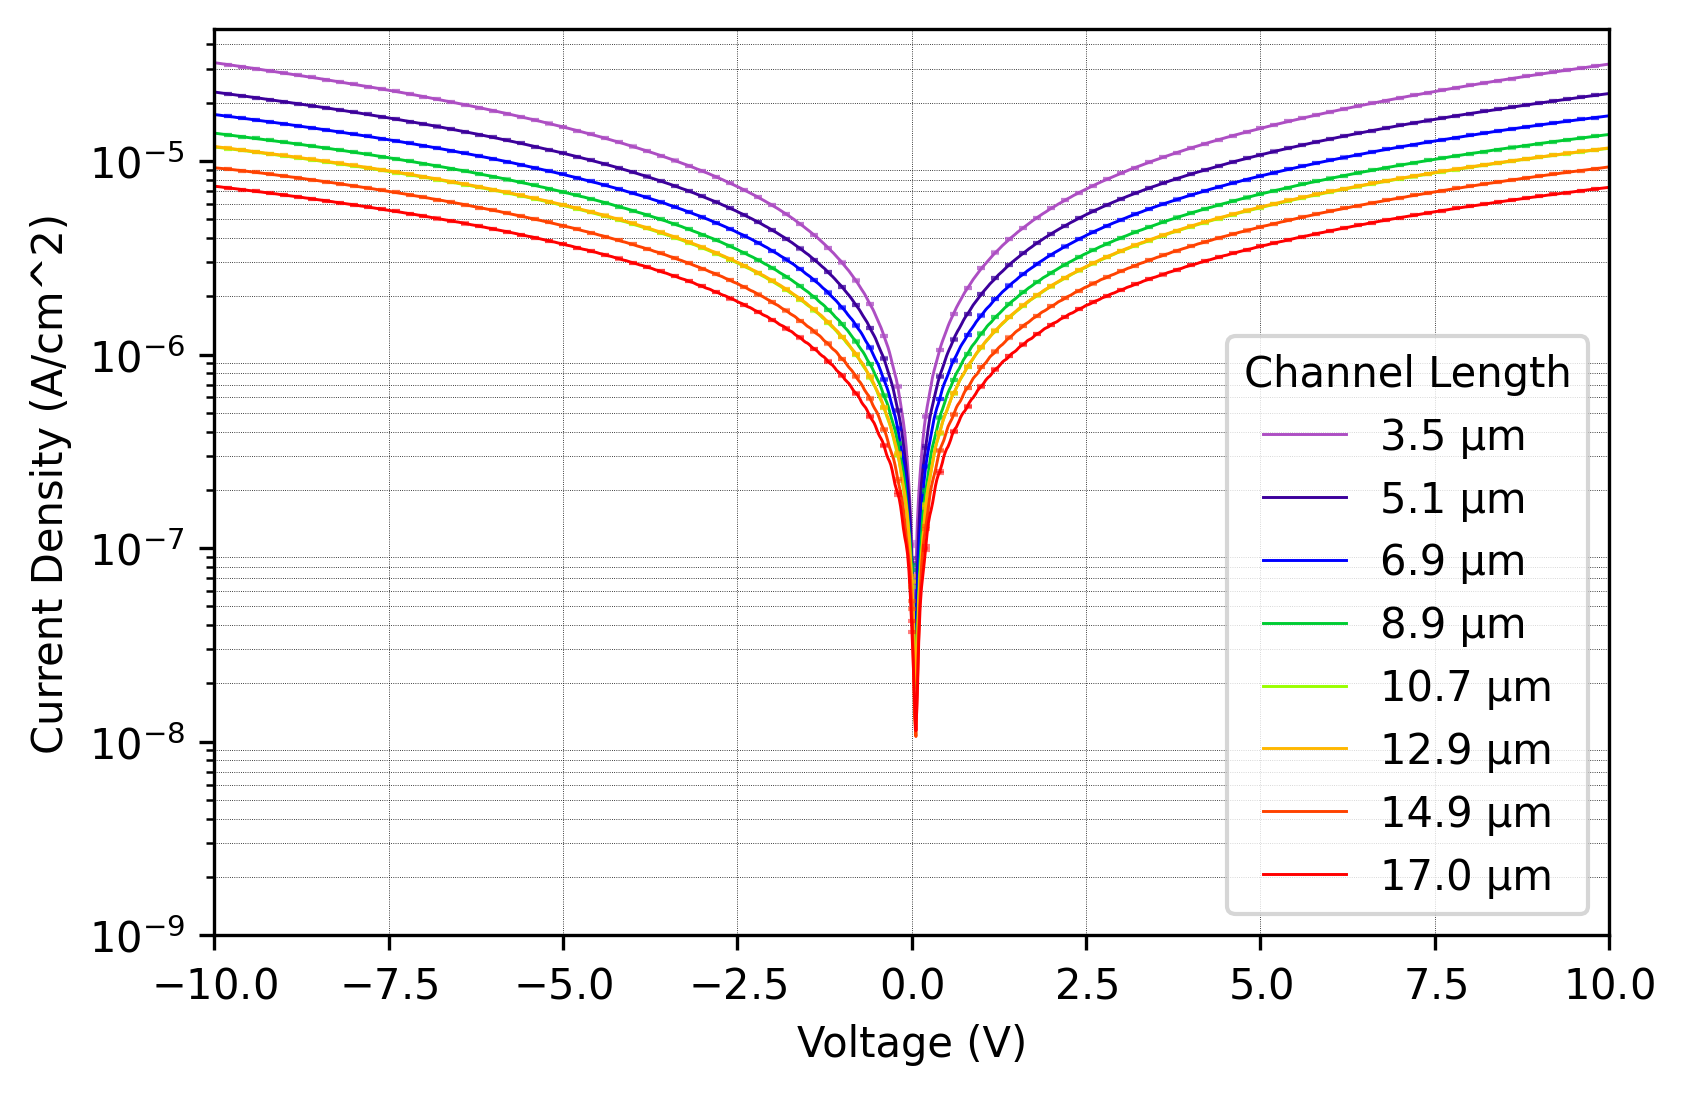 Current Density (A/cm^2)
10⁻⁵
10⁻⁶
10⁻⁷
10⁻⁸
10⁻⁹
Channel Length
3.5 μm
5.1 μm
6.9 μm
8.9 μm
10.7 μm
12.9 μm
14.9 μm
17.0 μm
−10.0 −7.5 −5.0 −2.5 0.0 2.5 5.0 7.5 10.0
Voltage (V)